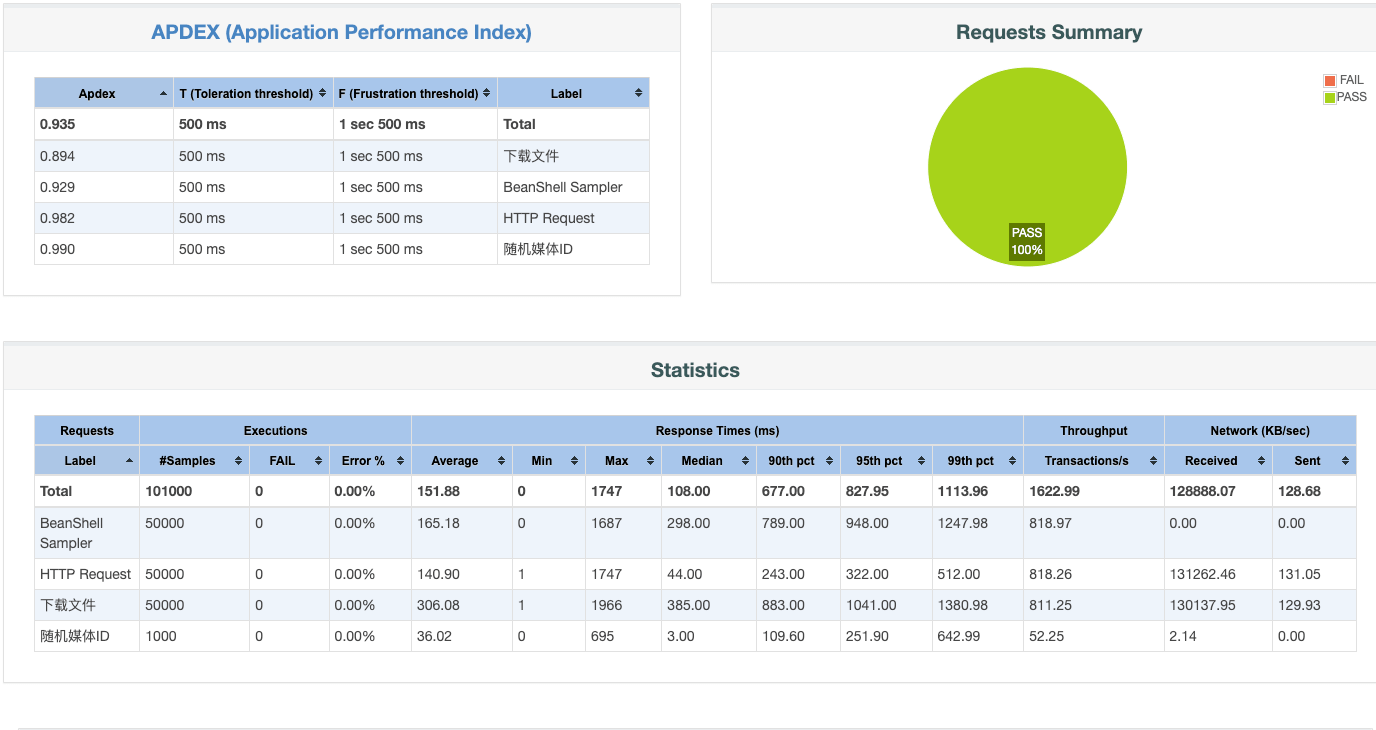 APDEX (Application Performance Index)
Apdex T (Toleration threshold) F (Frustration threshold) Label
0.935 500 ms 1 sec 500 ms Total
0.894 500 ms 1 sec 500 ms 下载文件
0.929 500 ms 1 sec 500 ms BeanShell Sampler
0.982 500 ms 1 sec 500 ms HTTP Request
0.990 500 ms 1 sec 500 ms 随机媒体ID
Requests Summary
FAIL
PASS
PASS
100%
Statistics
Requests Executions Response Times (ms) Throughput Network (KB/sec)
Label #Samples FAIL Error % Average Min Max Median 90th pct 95th pct 99th pct Transactions/s Received Sent
Total 101000 0 0.00% 151.88 0 1747 108.00 677.00 827.95 1113.96 1622.99 128888.07 128.68
BeanShell
Sampler 50000 0 0.00% 165.18 0 1687 298.00 789.00 948.00 1247.98 818.97 0.00 0.00
HTTP Request 50000 0 0.00% 140.90 1 1747 44.00 243.00 322.00 512.00 818.26 131262.46 131.05
下载文件 50000 0 0.00% 306.08 1 1966 385.00 883.00 1041.00 1380.98 811.25 130137.95 129.93
随机媒体ID 1000 0 0.00% 36.02 0 695 3.00 109.60 251.90 642.99 52.25 2.14 0.00